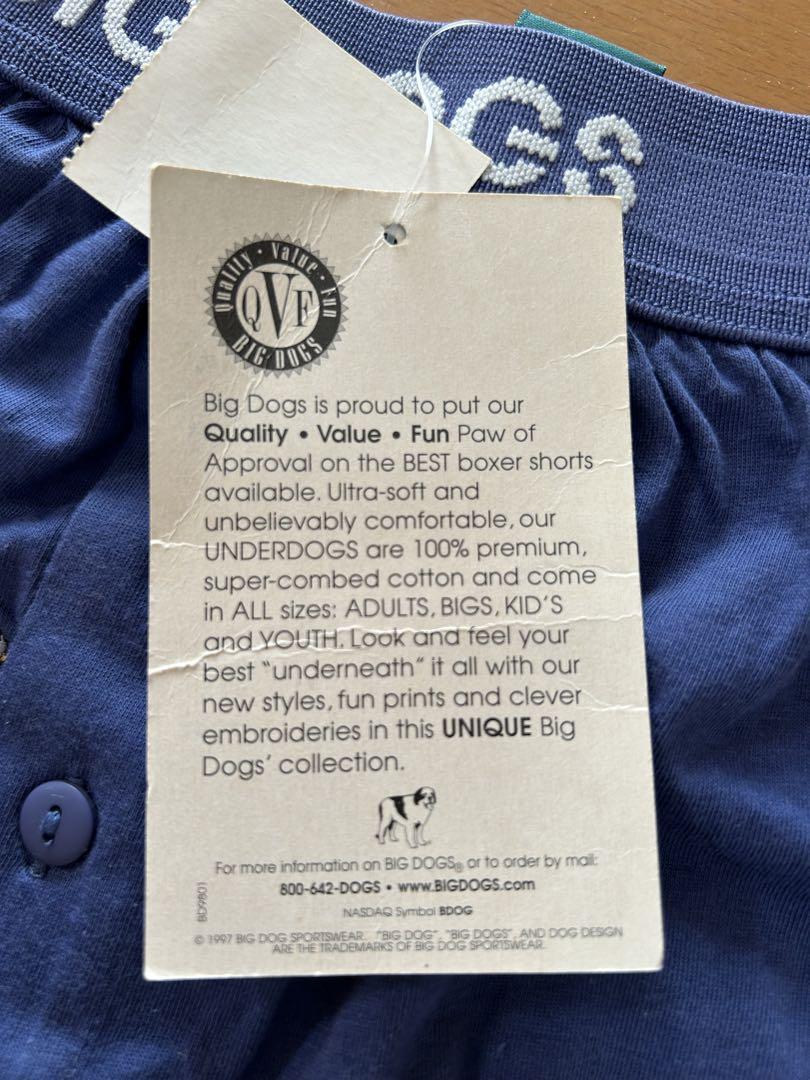 BIG DOGS
Quality • Value • Fun
QVF
BIG DOGS
Big Dogs is proud to put our
Quality • Value • Fun Paw of
Approval on the BEST boxer shorts
available. Ultra-soft and
unbelievably comfortable, our
UNDERDOGS are 100% premium,
super-combed cotton and come
in ALL sizes: ADULTS, BIGS, KID'S
and YOUTH. Look and feel your
best "underneath" it all with our
new styles, fun prints and clever
embroideries in this UNIQUE Big
Dogs' collection.
For more information on BIG DOGS® or to order by mail:
800-642-DOGS • www.BIGDOGS.com
BD9801
NASDAQ Symbol BDOG
© 1997 BIG DOG SPORTSWEAR. "BIG DOG", "BIG DOGS", AND DOG DESIGN
ARE THE TRADEMARKS OF BIG DOG SPORTSWEAR.